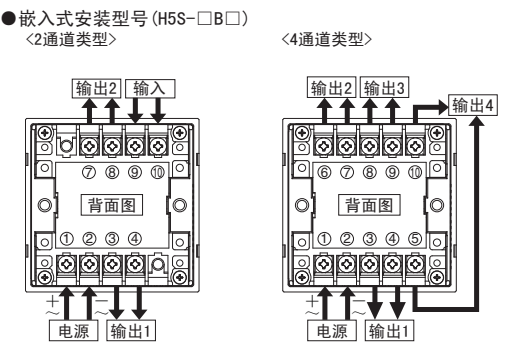 ●嵌入式安装型号(H5S-□B□)
<2通道类型>
<4通道类型>
输出2 输入
⑦ ⑧ ⑨ ⑩
背面图
① ② ③ ④
+ −
~ ~
电源 输出1
输出2 输出3
输出4
⑥ ⑦ ⑧ ⑨ ⑩
背面图
① ② ③ ④ ⑤
+ −
~ ~
电源 输出1